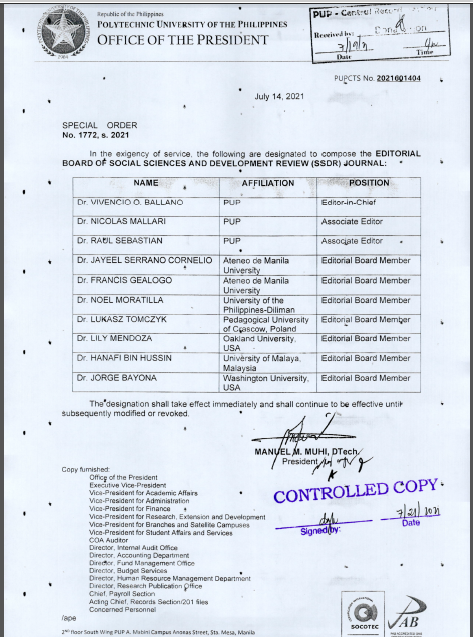 Republic of the Philippines
POLYTECHNIC UNIVERSITY OF THE PHILIPPINES
OFFICE OF THE PRESIDENT
PUP - Central Record
Received by:
Date Time
PUPCTS No. 2021601404
July 14, 2021
SPECIAL ORDER
No. 1772, s. 2021
In the exigency of service, the following are designated to compose the EDITORIAL
BOARD OF SOCIAL SCIENCES AND DEVELOPMENT REVIEW (SSDR) JOURNAL:
NAME AFFILIATION POSITION
Dr. VIVENCIO O. BALLANO PUP Editor-in-Chief
Dr. NICOLAS MALLARI PUP Associate Editor
Dr. RAUL SEBASTIAN PUP Associate Editor
Dr. JAYEEL SERRANO CORNELIO Ateneo de Manila Editorial Board Member
University
Dr. FRANCIS GEALOGO Ateneo de Manila Editorial Board Member
University
Dr. NOEL MORATILLA University of the Editorial Board Member
Philippines-Diliman
Dr. LUKASZ TOMCZYK Pedagogical University Editorial Board Member
of Cracow, Poland
Dr. LILY MENDOZA Oakland University, Editorial Board Member
USA
Dr. HANAFI BIN HUSSIN University of Malaya, Editorial Board Member
Malaysia
Dr. JORGE BAYONA Washington University, Editorial Board Member
USA
The designation shall take effect immediately and shall continue to be effective until
subsequently modified or revoked.
MANUEL M. MUHI, DTech
President
Copy furnished:
Office of the President
Executive Vice-President
Vice-President for Academic Affairs
Vice-President for Administration
Vice-President for Finance
Vice-President for Research, Extension and Development
Vice-President for Branches and Satellite Campuses
Vice-President for Student Affairs and Services
COA Auditor
Director, Internal Audit Office
Director, Accounting Department
Director, Fund Management Office
Director, Budget Services
Director, Human Resource Management Department
Director, Research Publication Office
Chief, Payroll Section
Acting Chief, Records Section/201 files
Concerned Personnel
/ape
CONTROLLED COPY
Signed by: Date
SOCOTEC
PAB
2nd floor South Wing PUP A. Mabini Campus Anonas Street, Sta. Mesa, Manila